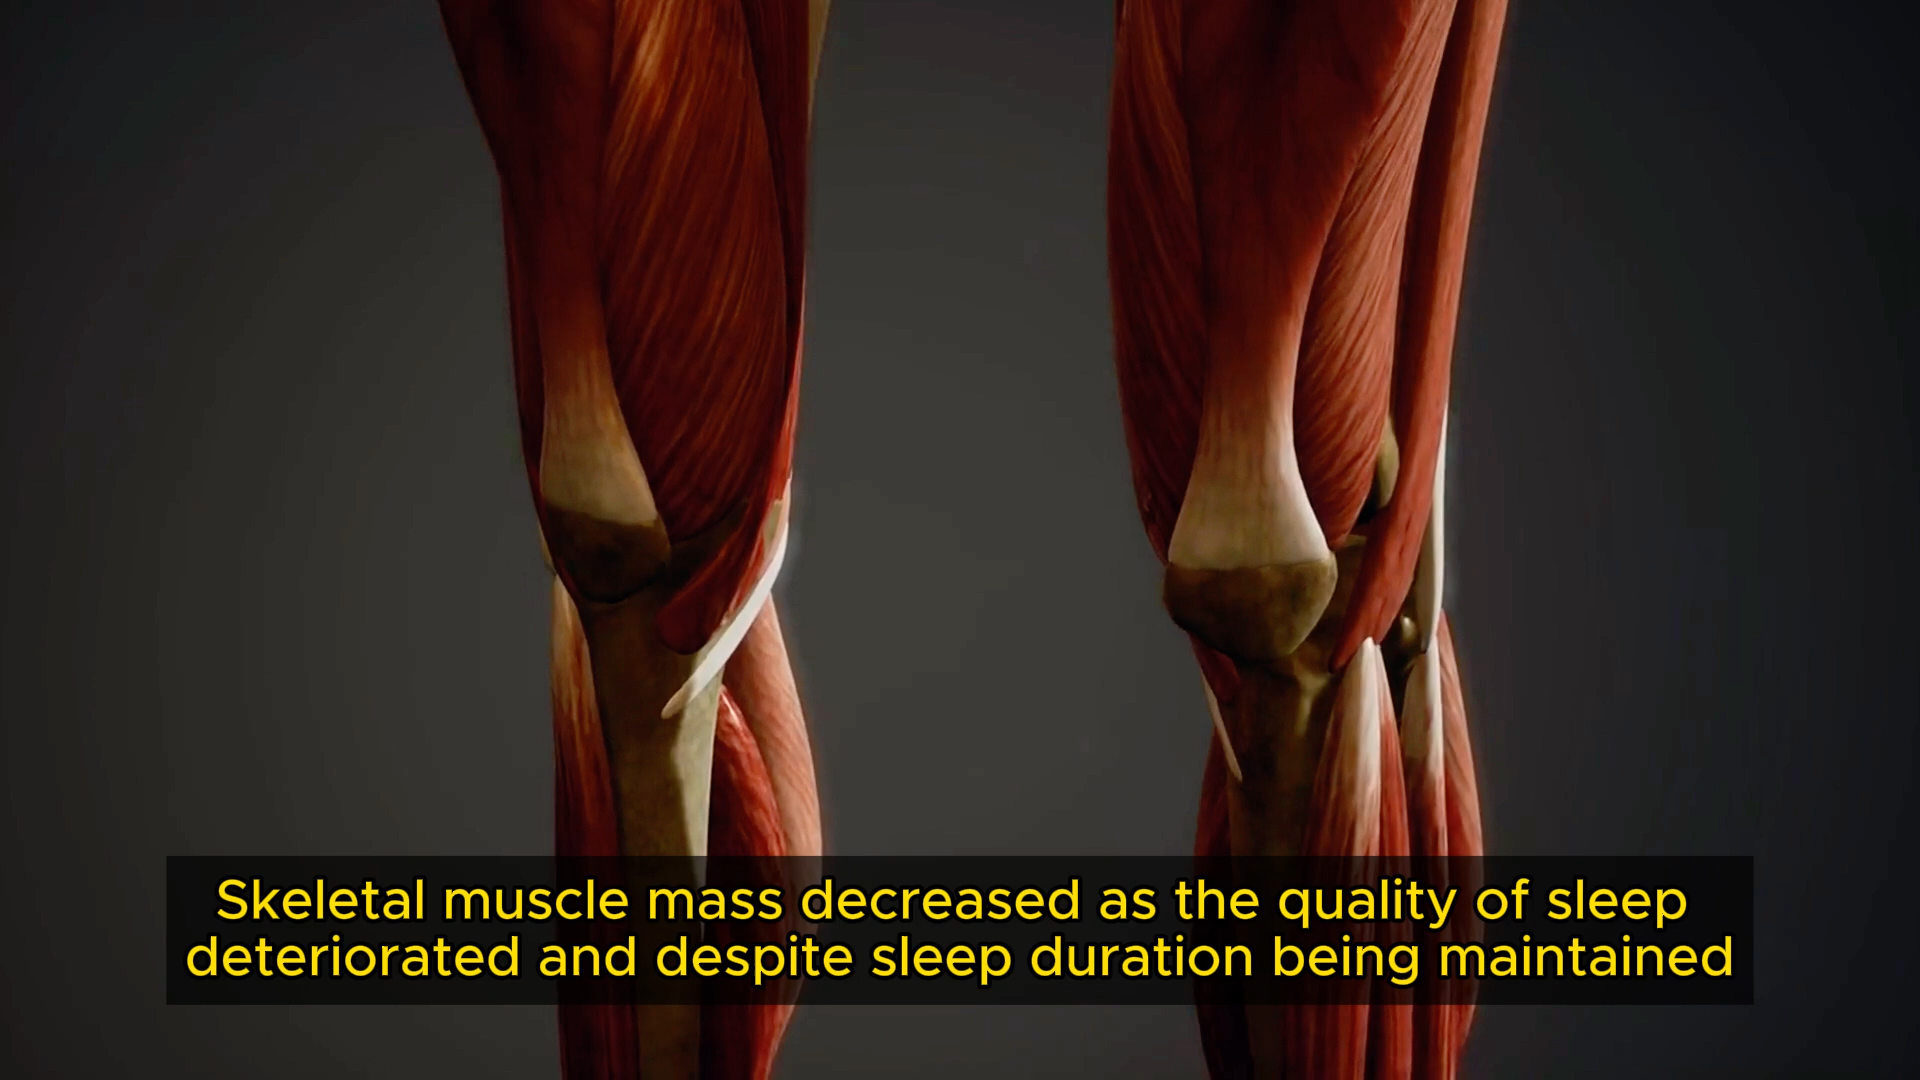 Skeletal muscle mass decreased as the quality of sleep
deteriorated and despite sleep duration being maintained